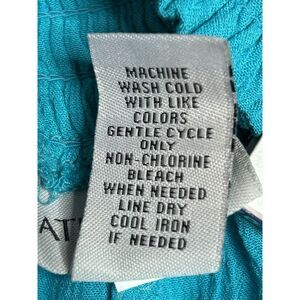 MACHINE
WASH COLD
WITH LIKE
COLORS
GENTLE CYCLE
ONLY
NON-CHLORINE
BLEACH
WHEN NEEDED
LINE DRY
COOL IRON
IF NEEDED